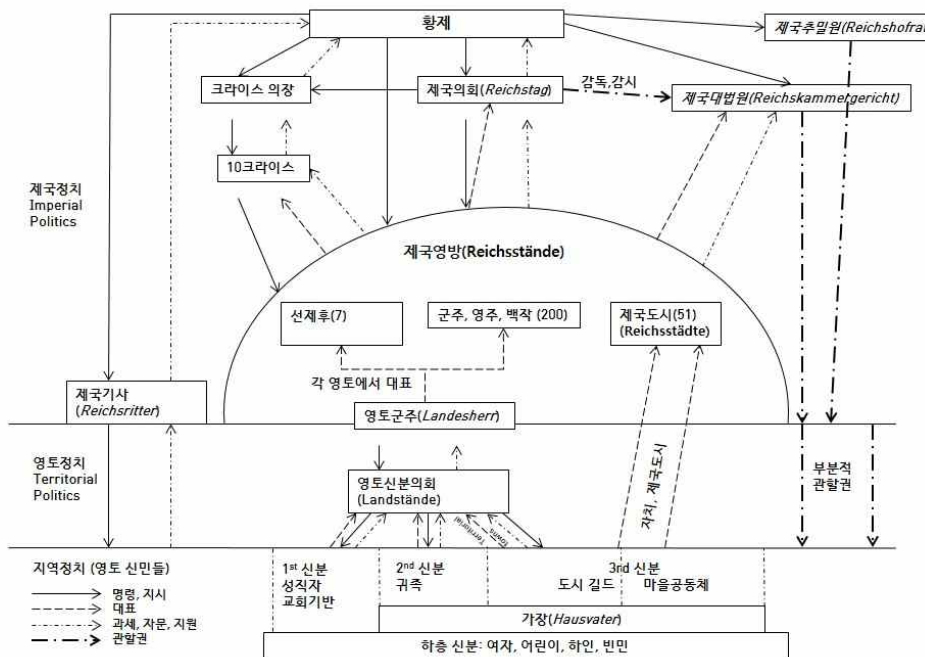 황제
제국추밀원(Reichshofrat
크라이스 의장
제국의회(Reichstag)
감독,감시
제국대법원(Reichskammergericht)
10크라이스
제국정치
Imperial
Politics
제국영방(Reichsstände)
선제후(7)
군주, 영주, 백작 (200)
제국도시(51)
(Reichsstädte)
각 영토에서 대표
제국기사
(Reichsritter)
영토군주(Landesherr)
영토정치
Territorial
Politics
영토신분의회
(Landstände)
자치, 제국도시
부분적
관할권
Territorial
towns
지역정치 (영토 신민들)
명령, 지시
대표
과세, 자문, 지원
관할권
1st 신분
성직자
교회기반
2nd 신분
귀족
3rd 신분
도시 길드
마을공동체
가장(Hausvater)
하층 신분: 여자, 어린이, 하인, 빈민